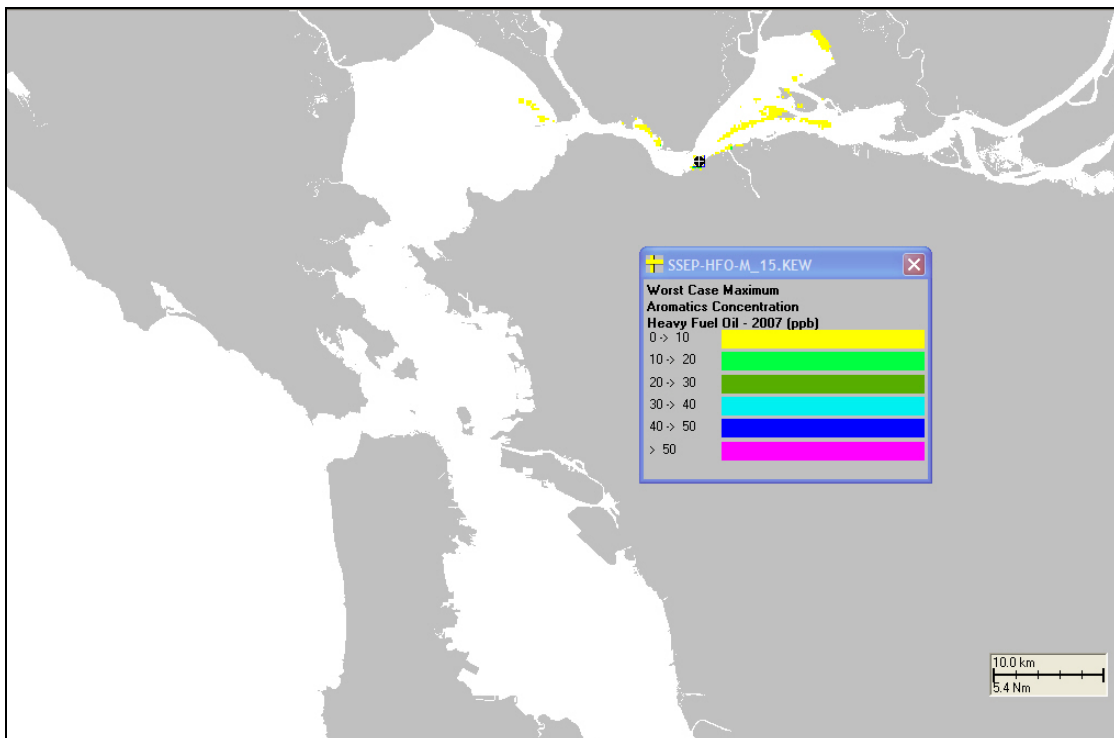 SSEP-HFO-M_15.KEW
Worst Case Maximum
Aromatics Concentration
Heavy Fuel Oil - 2007 (ppb)
0 -> 10
10 -> 20
20 -> 30
30 -> 40
40 -> 50
> 50
10.0 km
5.4 Nm